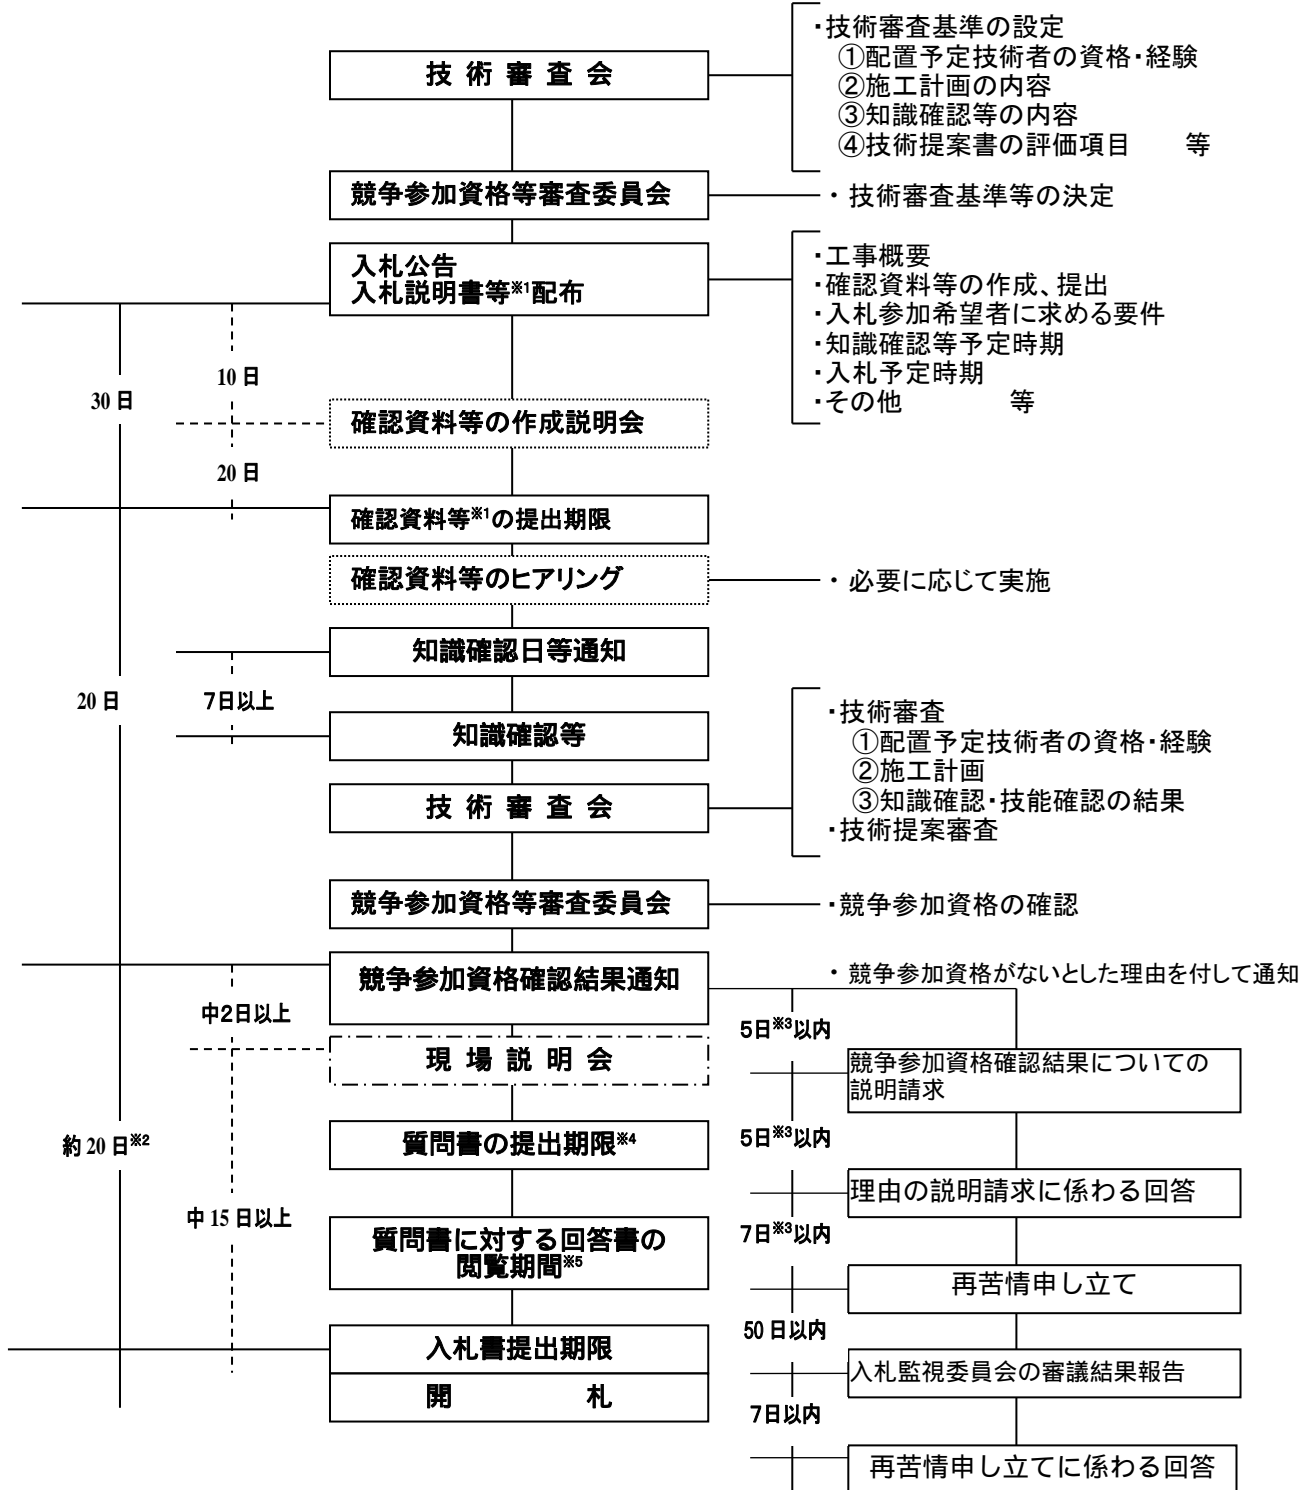 技 術 審 査 会
・技術審査基準の設定
①配置予定技術者の資格・経験
②施工計画の内容
③知識確認等の内容
④技術提案書の評価項目　　等
競争参加資格等審査委員会
・ 技術審査基準等の決定
入札公告
入札説明書等※1配布
・工事概要
・確認資料等の作成、提出
・入札参加希望者に求める要件
・知識確認等予定時期
・入札予定時期
・その他　　　　等
30 日
10 日
確認資料等の作成説明会
20 日
確認資料等※1の提出期限
確認資料等のヒアリング
・ 必要に応じて実施
知識確認日等通知
20 日
7日以上
知識確認等
技 術 審 査 会
・技術審査
①配置予定技術者の資格・経験
②施工計画
③知識確認・技能確認の結果
・技術提案審査
競争参加資格等審査委員会
・競争参加資格の確認
競争参加資格確認結果通知
・ 競争参加資格がないとした理由を付して通知
中2日以上
5日※3以内
現 場 説 明 会
競争参加資格確認結果についての
説明請求
約 20 日※2
質問書の提出期限※4
5日※3以内
理由の説明請求に係わる回答
中 15 日以上
質問書に対する回答書の
閲覧期間※5
7日※3以内
再苦情申し立て
入札書提出期限
50 日以内
開　　　　札
入札監視委員会の審議結果報告
7日以内
再苦情申し立てに係わる回答